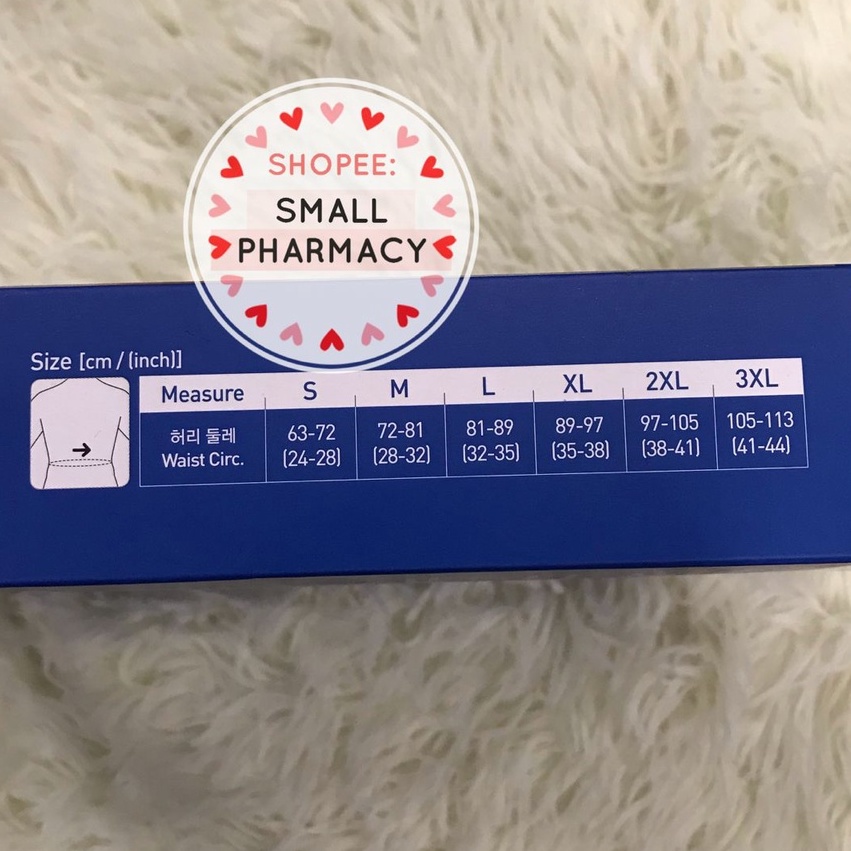 SHOPEE:
SMALL
PHARMACY
Size [cm / (inch)]
Measure S M L XL 2XL 3XL
허리 둘레 63-72 72-81 81-89 89-97 97-105 105-113
Waist Circ. (24-28) (28-32) (32-35) (35-38) (38-41) (41-44)